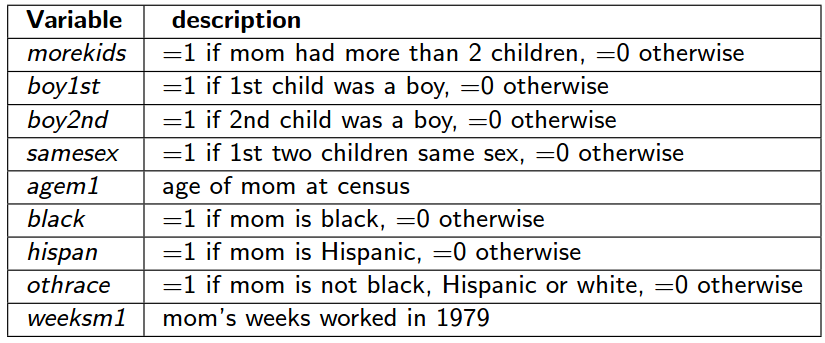 Variable description
morekids =1 if mom had more than 2 children, =0 otherwise
boy1st =1 if 1st child was a boy, =0 otherwise
boy2nd =1 if 2nd child was a boy, =0 otherwise
samesex =1 if 1st two children same sex, =0 otherwise
agem1 age of mom at census
black =1 if mom is black, =0 otherwise
hispan =1 if mom is Hispanic, =0 otherwise
othrace =1 if mom is not black, Hispanic or white, =0 otherwise
weeksm1 mom's weeks worked in 1979